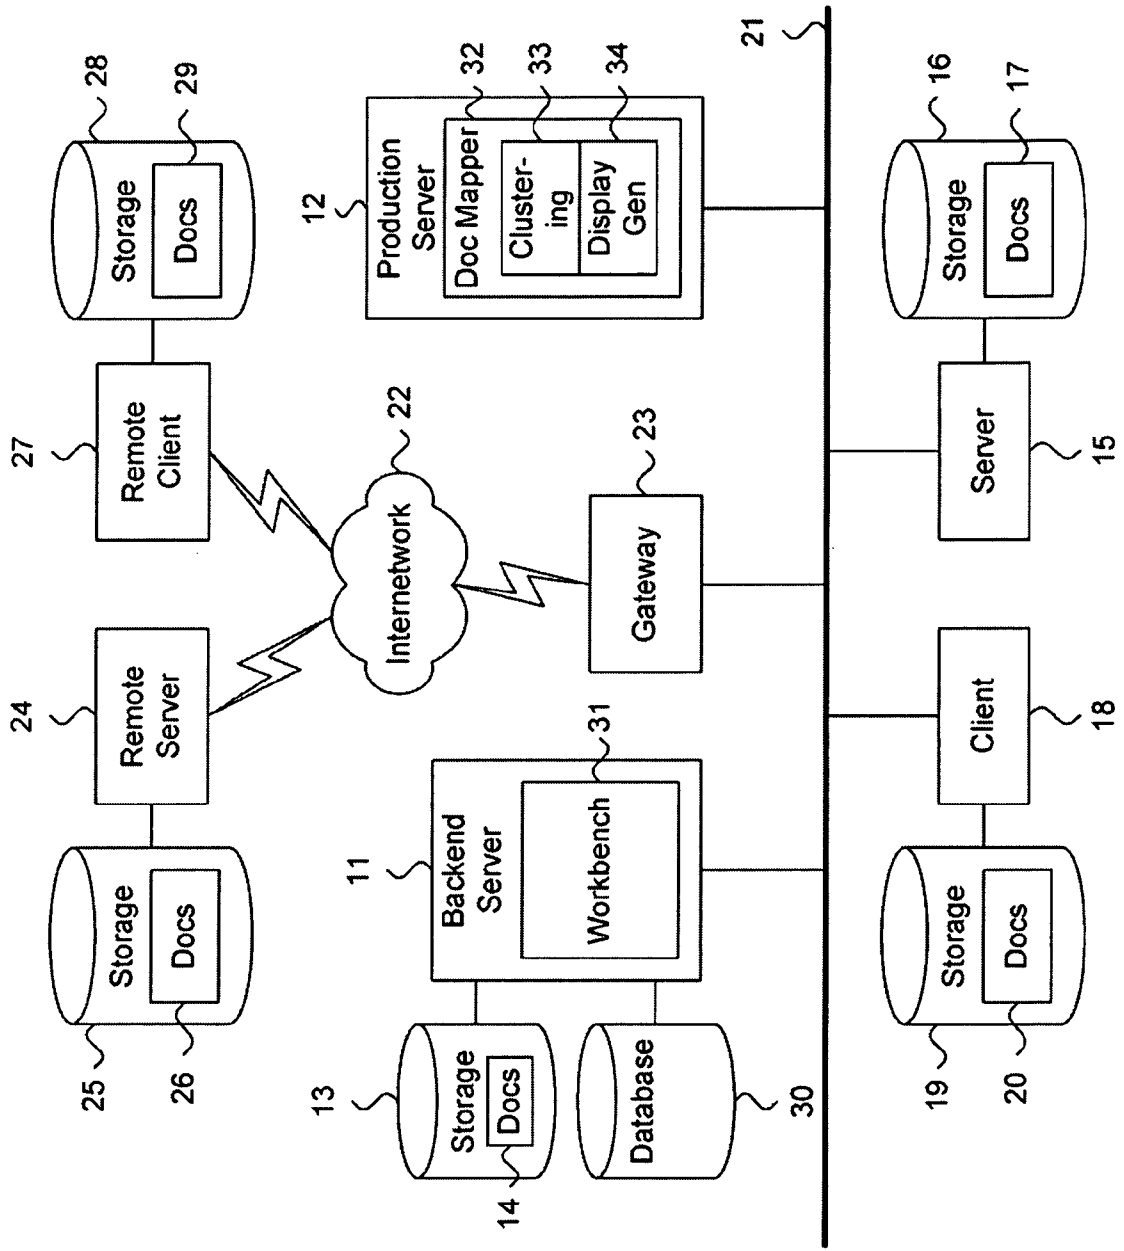 24
27
25
28
Storage
Remote
Server
Remote
Client
Storage
26
Docs
Docs
29
13
11
12
22
Storage
Docs
14
Backend
Server
Internetwork
Production
Server
Doc Mapper
32
Cluster-
ing
33
Display
Gen
34
Database
30
Workbench
31
Gateway
23
21
19
Storage
Client
Server
Storage
16
20
Docs
Docs
17
18
15